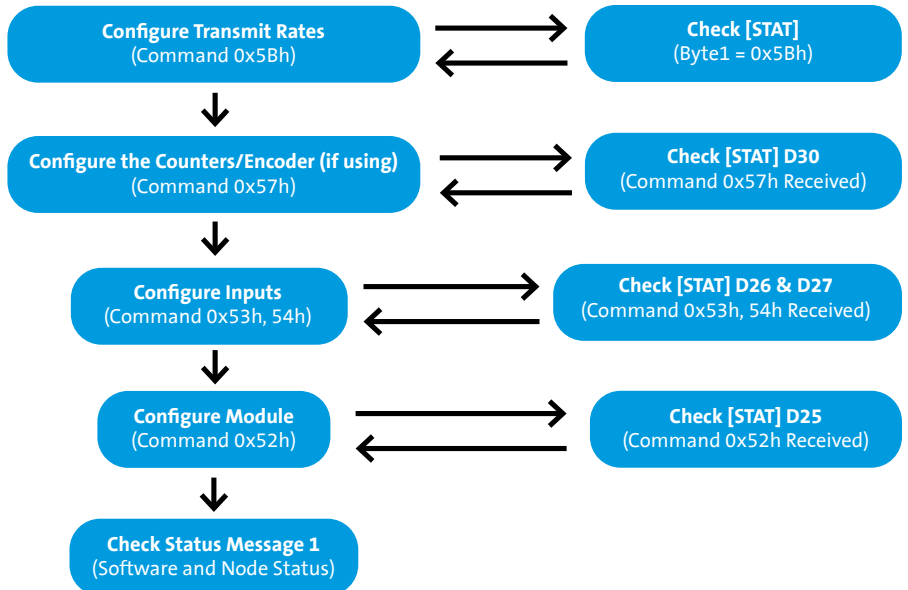 Configure Transmit Rates
(Command 0x5Bh)
Check [STAT]
(Byte1 = 0x5Bh)
Configure the Counters/Encoder (if using)
(Command 0x57h)
Check [STAT] D30
(Command 0x57h Received)
Configure Inputs
(Command 0x53h, 54h)
Check [STAT] D26 & D27
(Command 0x53h, 54h Received)
Configure Module
(Command 0x52h)
Check [STAT] D25
(Command 0x52h Received)
Check Status Message 1
(Software and Node Status)